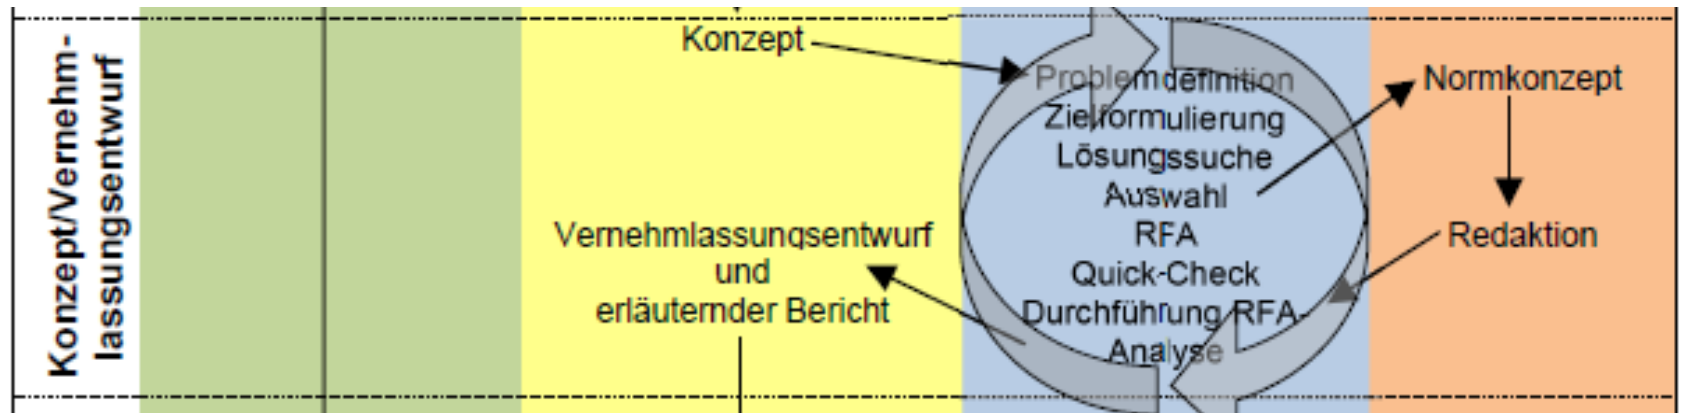 Konzept/Vernehm-
lassungsentwurf
Konzept
Vernehmlassungsentwurf
und
erläuternder Bericht
Problemdefinition
Zielformulierung
Lösungssuche
Auswahl
RFA
Quick-Check
Durchführung RFA-
Analyse
Normkonzept
Redaktion